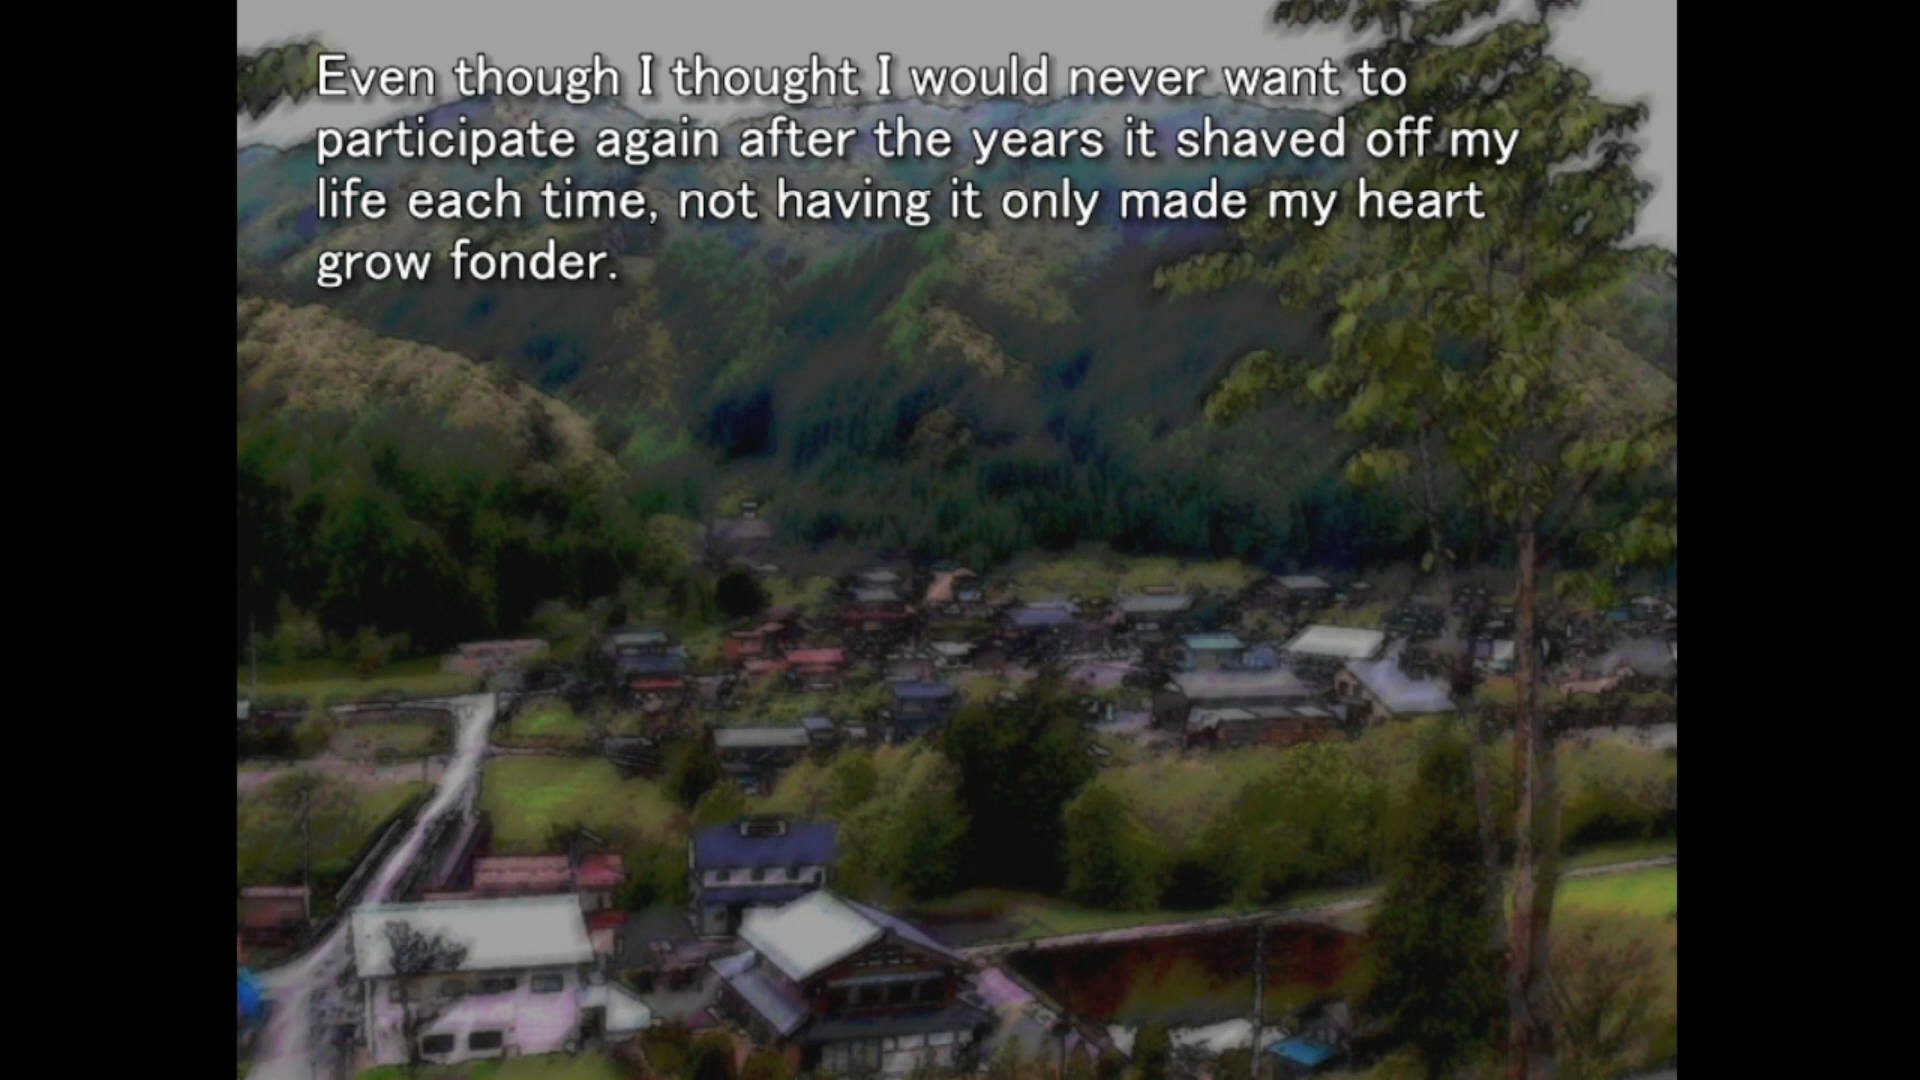 Even though I thought I would never want to
participate again after the years it shaved off my
life each time, not having it only made my heart
grow fonder.